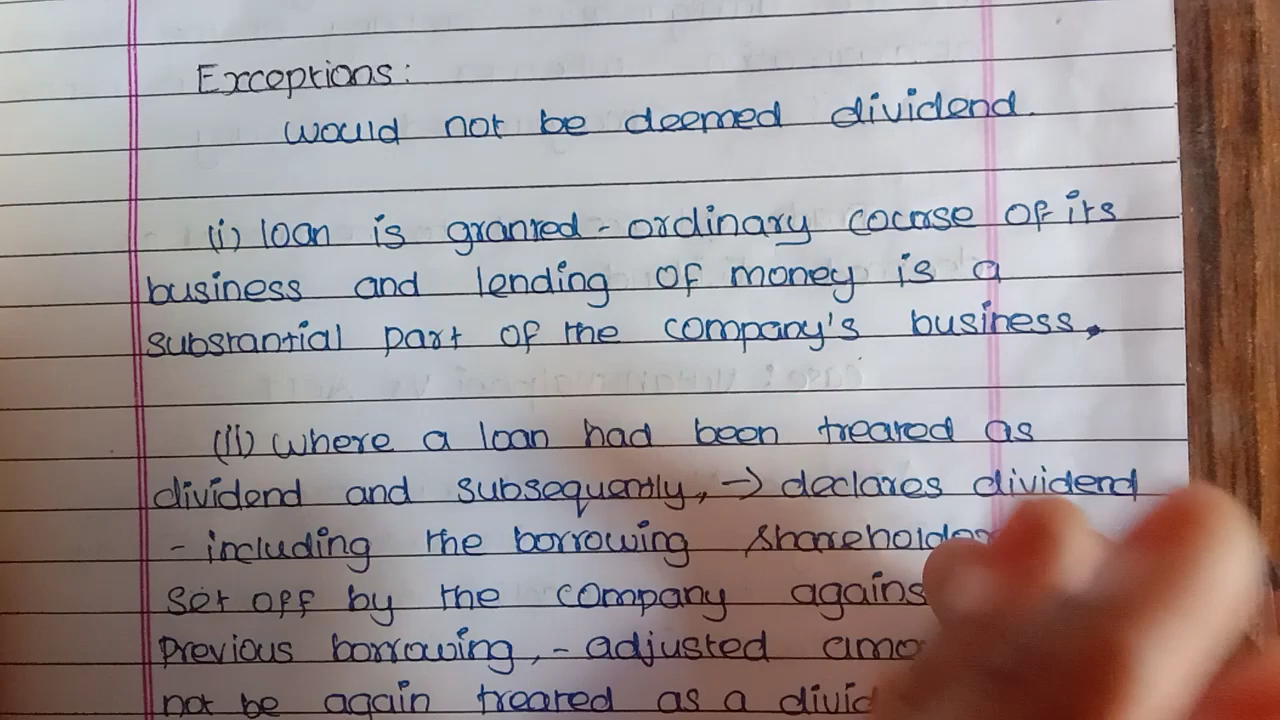 Exceptions:
would not be deemed dividend.
(i) loan is granted - ordinary cocrse of its
business and lending of money is a
substantial part of the company's business.
(ii) where a loan had been treated as
dividend and subsequently, → declares dividend
- including the borrowing
set off by the company
previous borrowing, - adjusted
not be again treated as a